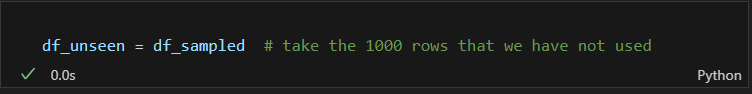 df_unseen = df_sampled  # take the 1000 rows that we have not used
0.0s
Python